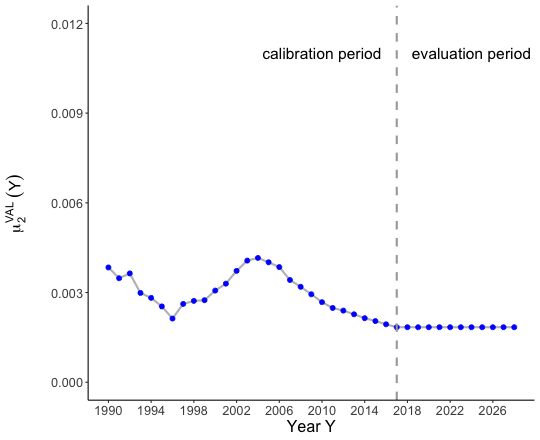 0.012
calibration period evaluation period
0.009
0.006
0.003
0.000
μ₂ⱽᴬᴸ (Y)
1990 1994 1998 2002 2006 2010 2014 2018 2022 2026
Year Y